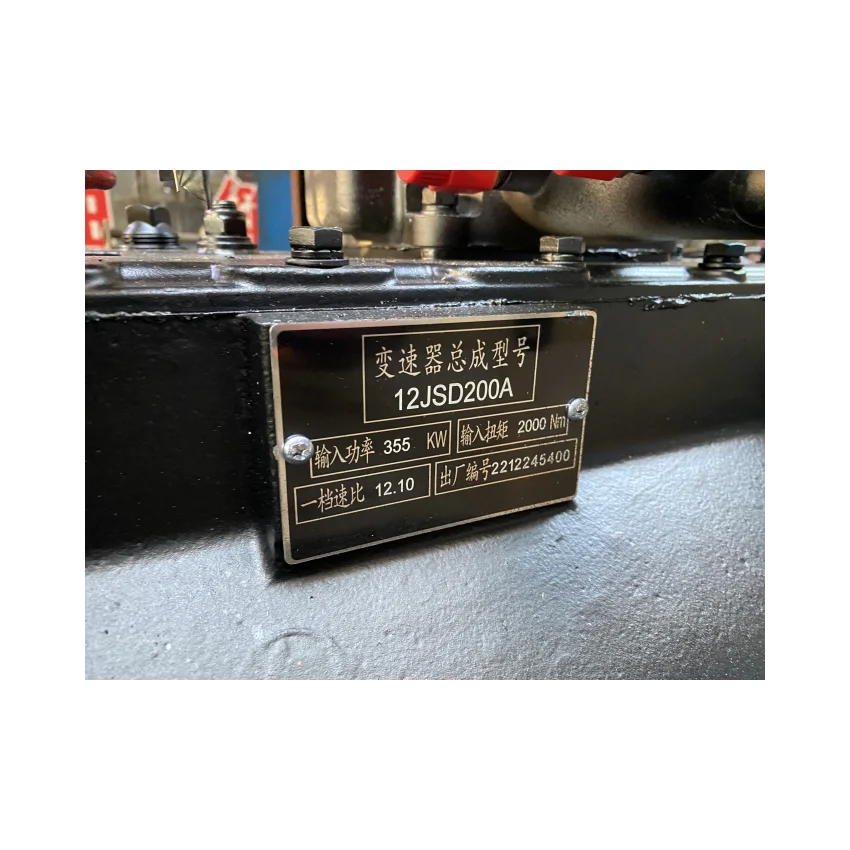 变速器总成型号
12JSD200A
输入功率 355 KW 输入扭矩 2000 Nm
一档速比 12.10 出厂编号2212245400